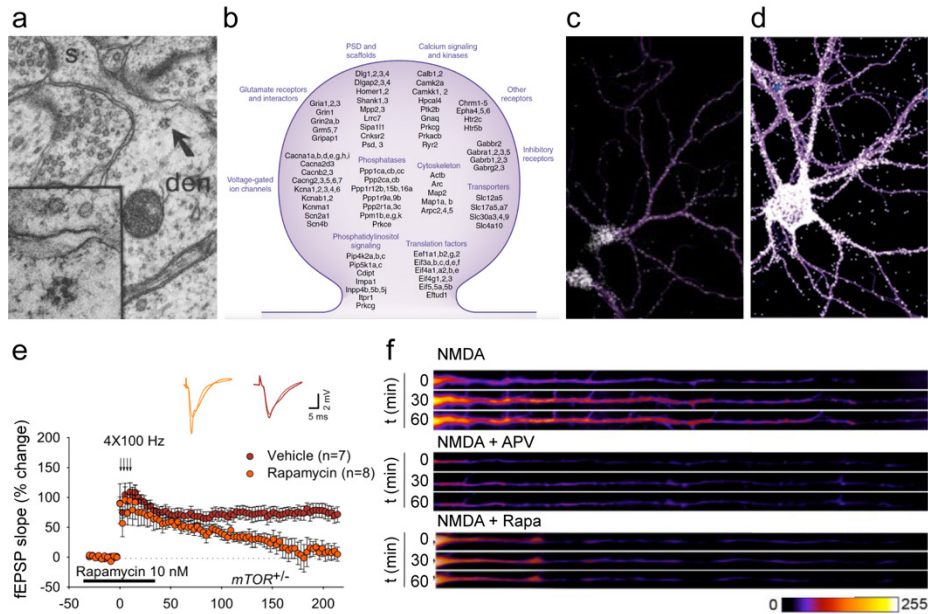 a
S
den
b
PSD and
scaffolds
Calcium signaling
and kinases
Glutamate receptors
and interactors
Other
receptors
Dlg1,2,3,4
Dlgap2,3,4
Homer1,2
Shank1,3
Mpp2,3
Lrrc7
Sipa1l1
Cnksr2
Psd, 3
Calb1,2
Camk2a
Camkk1, 2
Hpcal4
Ptk2b
Gnaq
Prkcg
Prkacb
Ryr2
Gria1,2,3
Grin1
Grin2a,b
Grm5,7
Gripap1
Chrm1-5
Epha4,5,6
Htr2c
Htr5b
Inhibitory
receptors
Gabbr2
Gabra1,2,3,5
Gabrb1,2,3
Gabrg2,3
Voltage-gated
ion channels
Cacna1a,b,d,e,g,h,i
Cacna2d3
Cacnb2,3
Cacng2,3,5,6,7
Kcna1,2,3,4,6
Kcnab1,2
Kcnma1
Scn2a1
Scn4b
Phosphatases
Ppp1ca,cb,cc
Ppp2ca,cb
Ppp1r12b,15b,16a
Ppp1r9a,9b
Ppp2r1a,3c
Ppm1b,e,g,k
Prkce
Cytoskeleton
Actb
Arc
Map2
Map1a, b
Arpc2,4,5
Transporters
Slc12a5
Slc17a5,a7
Slc30a3,4,9
Slc4a10
Phosphatidylinositol
signaling
Pip4k2a,b,c
Pip5k1a,c
Cdipt
Impa1
Inpp4b,5b,5j
Itpr1
Prkcg
Translation factors
Eef1a1,b2,g,2
Eif3a,b,c,d,e,f
Eif4a1,a2,b,e
Eif4g1,2,3
Eif5,5a,5b
Eftud1
c
d
e
5 ms
2 mV
4X100 Hz
Vehicle (n=7)
Rapamycin (n=8)
fEPSP slope (% change)
200
150
100
50
0
-50
Rapamycin 10 nM
mTOR+/-
-50 0 50 100 150 200
f
NMDA
t (min)
0
30
60
NMDA + APV
t (min)
0
30
60
NMDA + Rapa
t (min)
0
30
60
0 255